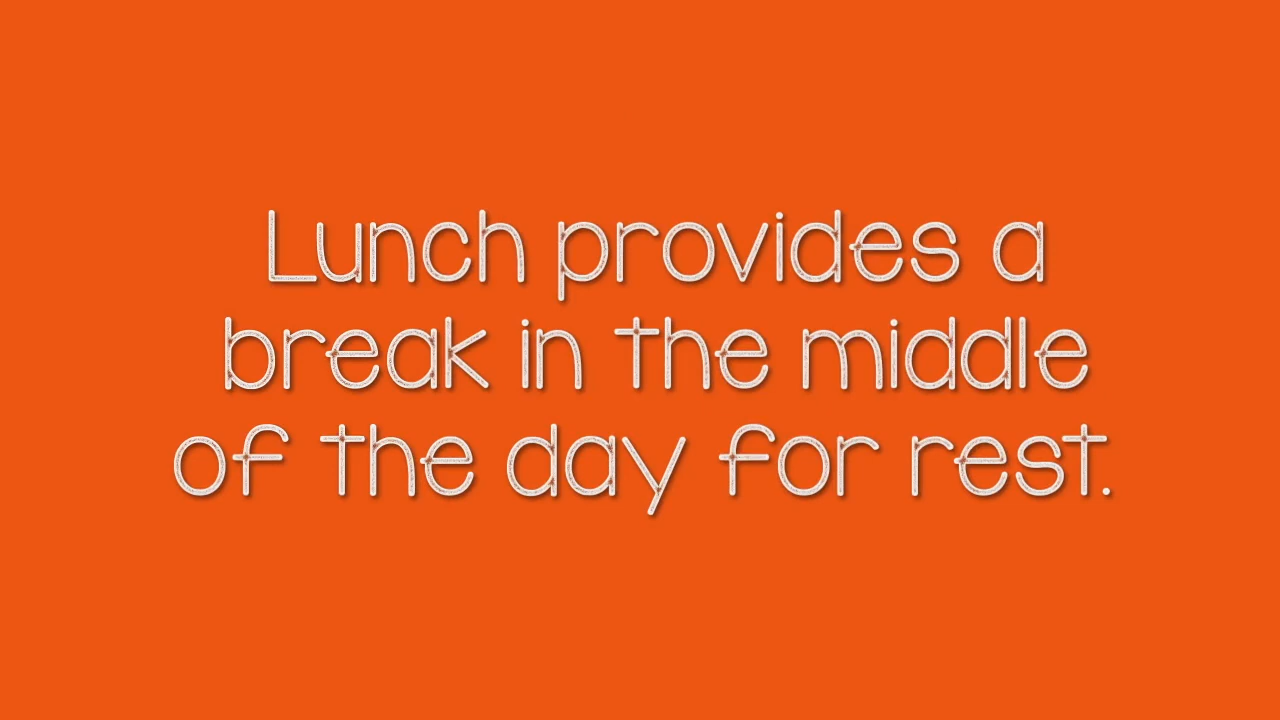 Lunch provides a
break in the middle
of the day for rest.